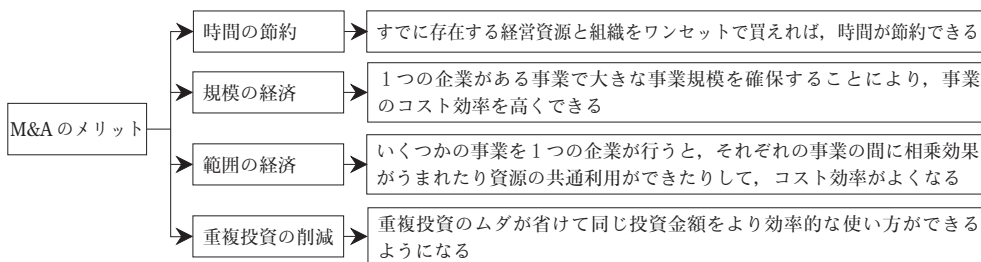 M&Aのメリット
時間の節約
すでに存在する経営資源と組織をワンセットで買えれば，時間が節約できる
規模の経済
１つの企業がある事業で大きな事業規模を確保することにより，事業
のコスト効率を高くできる
範囲の経済
いくつかの事業を１つの企業が行うと，それぞれの事業の間に相乗効果
がうまれたり資源の共通利用ができたりして，コスト効率がよくなる
重複投資の削減
重複投資のムダが省けて同じ投資金額をより効率的な使い方ができる
ようになる